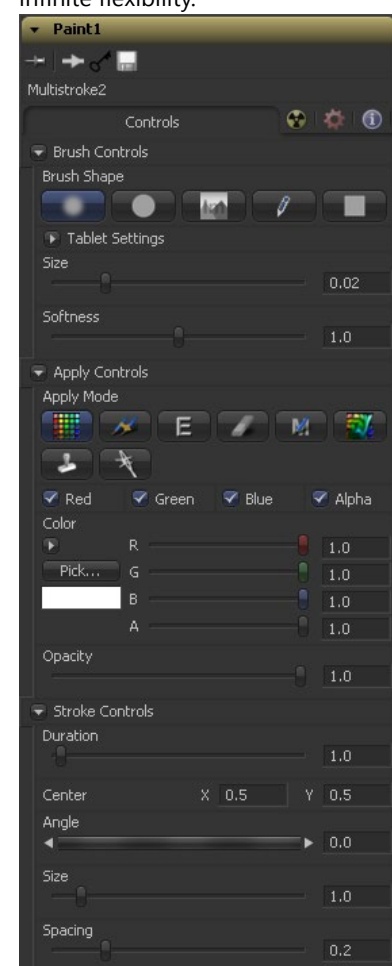 infinite flexibility.
Paint1
Multistroke2
Controls
Brush Controls
Brush Shape
Tablet Settings
Size
0.02
Softness
1.0
Apply Controls
Apply Mode
E
M
Red Green Blue Alpha
Color
R 1.0
Pick... G 1.0
B 1.0
A 1.0
Opacity
1.0
Stroke Controls
Duration
1.0
Center X 0.5 Y 0.5
Angle
0.0
Size
1.0
Spacing
0.2